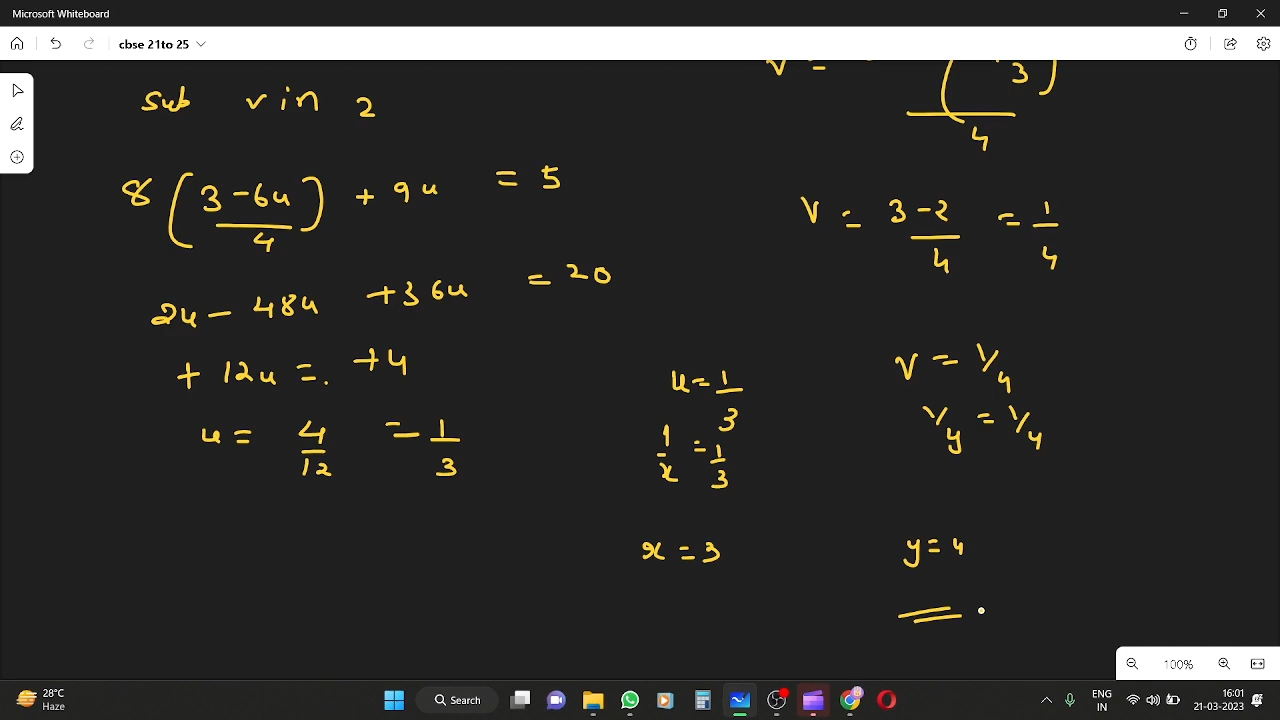 Microsoft Whiteboard
cbse 21to 25
sub v in 2
8 ( 3 - 6u / 4 ) + 9u = 5
24 - 48u + 36u = 20
+ 12u = . +4
u = 4/12 = 1/3
u = 1/3
1/x = 1/3
x = 3
v =
3
4
V = 3 - 2 / 4 = 1/4
V = 1/4
1/y = 1/4
y = 4
100%
28°C
Haze
Search
ENG
IN
16:01
21-03-2023